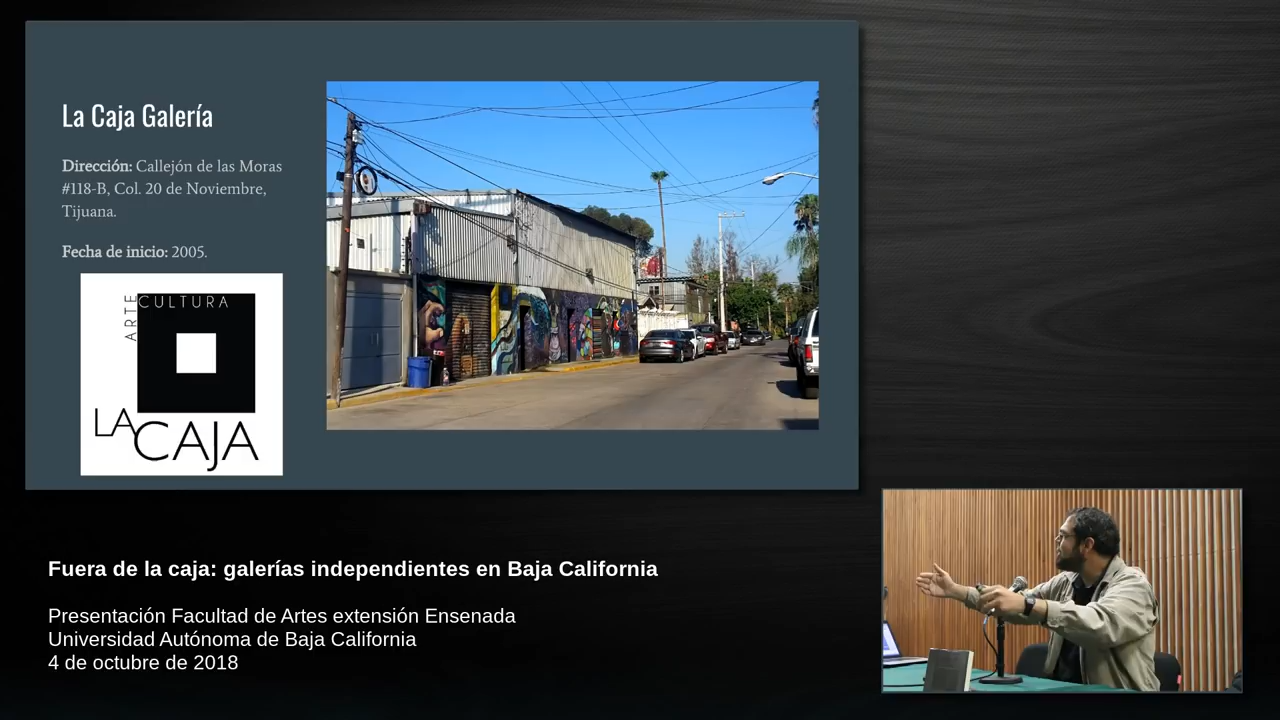 La Caja Galería
Dirección: Callejón de las Moras
#118-B, Col. 20 de Noviembre,
Tijuana.
Fecha de inicio: 2005.
ARTE
CULTURA
LA
CAJA
Fuera de la caja: galerías independientes en Baja California
Presentación Facultad de Artes extensión Ensenada
Universidad Autónoma de Baja California
4 de octubre de 2018